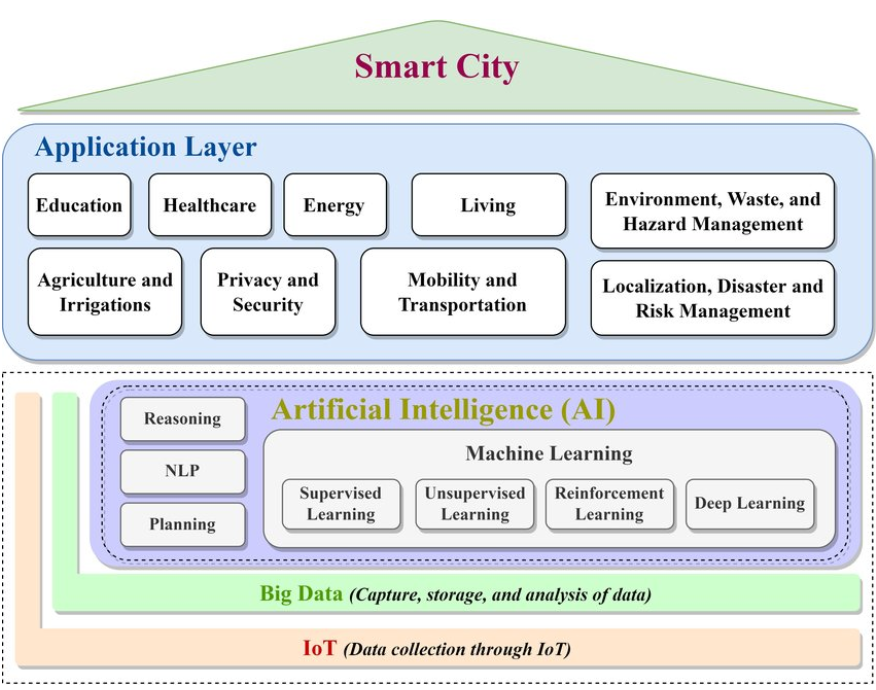 Smart City
Application Layer
Education
Healthcare
Energy
Living
Environment, Waste, and
Hazard Management
Agriculture and
Irrigations
Privacy and
Security
Mobility and
Transportation
Localization, Disaster and
Risk Management
Artificial Intelligence (AI)
Reasoning
NLP
Planning
Machine Learning
Supervised
Learning
Unsupervised
Learning
Reinforcement
Learning
Deep Learning
Big Data (Capture, storage, and analysis of data)
IoT (Data collection through IoT)